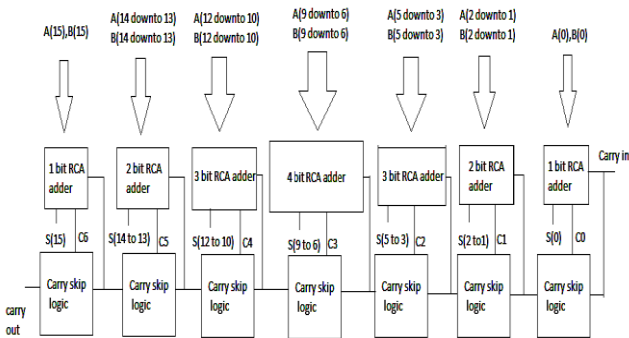 A(15),B(15)
A(14 downto 13)
B(14 downto 13)
A(12 downto 10)
B(12 downto 10)
A(9 downto 6)
B(9 downto 6)
A(5 downto 3)
B(5 downto 3)
A(2 downto 1)
B(2 downto 1)
A(0),B(0)
1 bit RCA
adder
2 bit RCA
adder
3 bit RCA adder
4 bit RCA adder
3 bit RCA adder
2 bit RCA
adder
1 bit RCA
adder
Carry in
S(15)
C6
S(14 to 13)
C5
S(12 to 10)
C4
S(9 to 6)
C3
S(5 to 3)
C2
S(2 to1)
C1
S(0)
C0
carry
out
Carry skip
logic
Carry skip
logic
Carry skip
logic
Carry skip
logic
Carry skip
logic
Carry skip
logic
Carry skip
logic